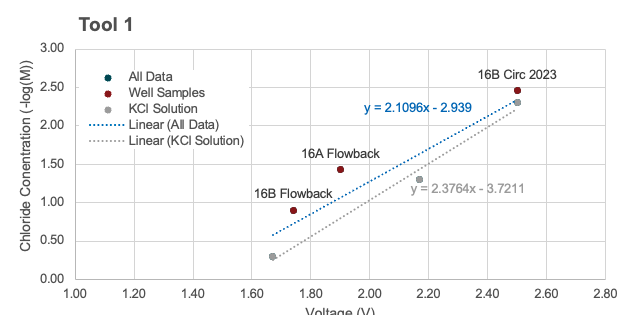 Tool 1
3.00
2.50
2.00
1.50
1.00
0.50
0.00
Chloride Conentration (-log(M))
All Data
Well Samples
KCl Solution
Linear (All Data)
Linear (KCl Solution)
16B Circ 2023
y = 2.1096x - 2.939
16A Flowback
16B Flowback
y = 2.3764x - 3.7211
1.00 1.20 1.40 1.60 1.80 2.00 2.20 2.40 2.60 2.80
Voltage (V)